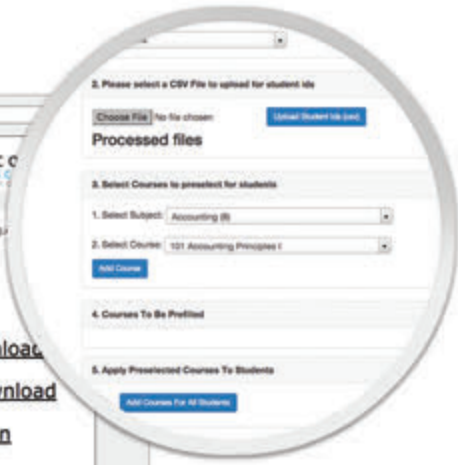 2. Please select a CSV File to upload for student ids
Choose File No file chosen
Upload Student Ids (csv)
Processed files
3. Select Courses to preselect for students
1. Select Subject: Accounting (8)
2. Select Course: 101 Accounting Principles I
Add Course
4. Courses To Be Prefilled
5. Apply Preselected Courses To Students
Add Courses For All Students